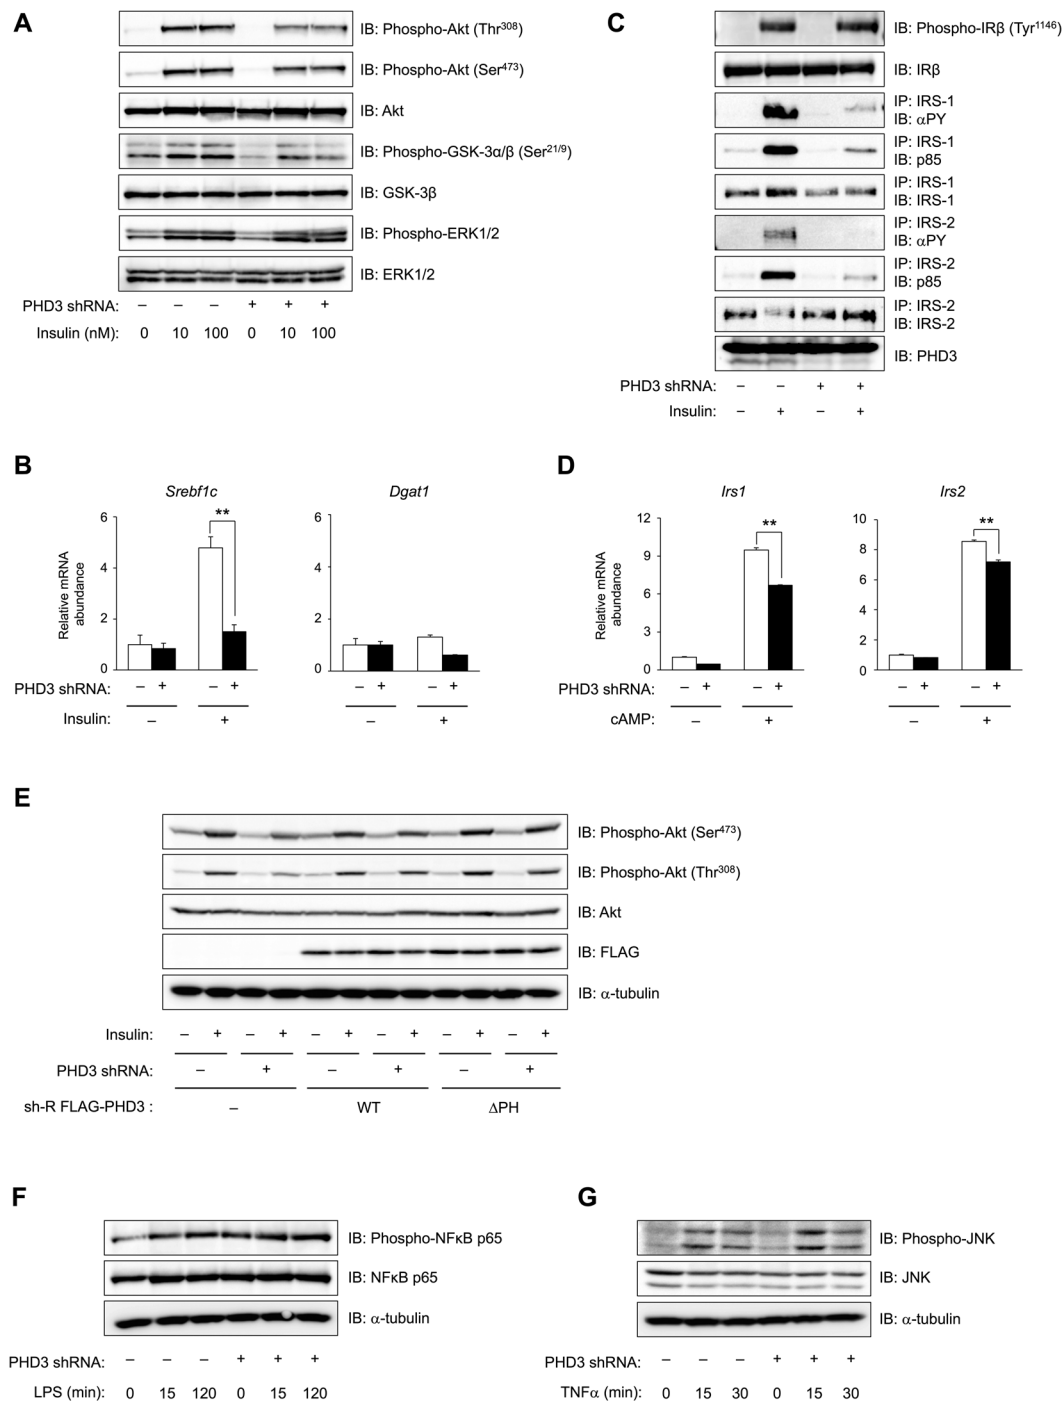 A
IB: Phospho-Akt (Thr³⁰⁸)
IB: Phospho-Akt (Ser⁴⁷³)
IB: Akt
IB: Phospho-GSK-3α/β (Ser²¹ᐟ⁹)
IB: GSK-3β
IB: Phospho-ERK1/2
IB: ERK1/2
PHD3 shRNA: – – – + + +
Insulin (nM): 0 10 100 0 10 100
C
IB: Phospho-IRβ (Tyr¹¹⁴⁶)
IB: IRβ
IP: IRS-1
IB: αPY
IP: IRS-1
IB: p85
IP: IRS-1
IB: IRS-1
IP: IRS-2
IB: αPY
IP: IRS-2
IB: p85
IP: IRS-2
IB: IRS-2
IB: PHD3
PHD3 shRNA: – – + +
Insulin: – + – +
B
Srebf1c
Relative mRNA
abundance
6
4
2
0
**
PHD3 shRNA: – + – +
Insulin: – +
Dgat1
6
4
2
0
– + – +
– +
D
Irs1
Relative mRNA
abundance
12
9
6
3
0
**
PHD3 shRNA: – + – +
cAMP: – +
Irs2
10
8
6
4
2
0
**
– + – +
– +
E
IB: Phospho-Akt (Ser⁴⁷³)
IB: Phospho-Akt (Thr³⁰⁸)
IB: Akt
IB: FLAG
IB: α-tubulin
Insulin: – + – + – + – + – + – +
PHD3 shRNA: – + – + – +
sh-R FLAG-PHD3 : – WT ΔPH
F
IB: Phospho-NFκB p65
IB: NFκB p65
IB: α-tubulin
PHD3 shRNA: – – – + + +
LPS (min): 0 15 120 0 15 120
G
IB: Phospho-JNK
IB: JNK
IB: α-tubulin
PHD3 shRNA: – – – + + +
TNFα (min): 0 15 30 0 15 30